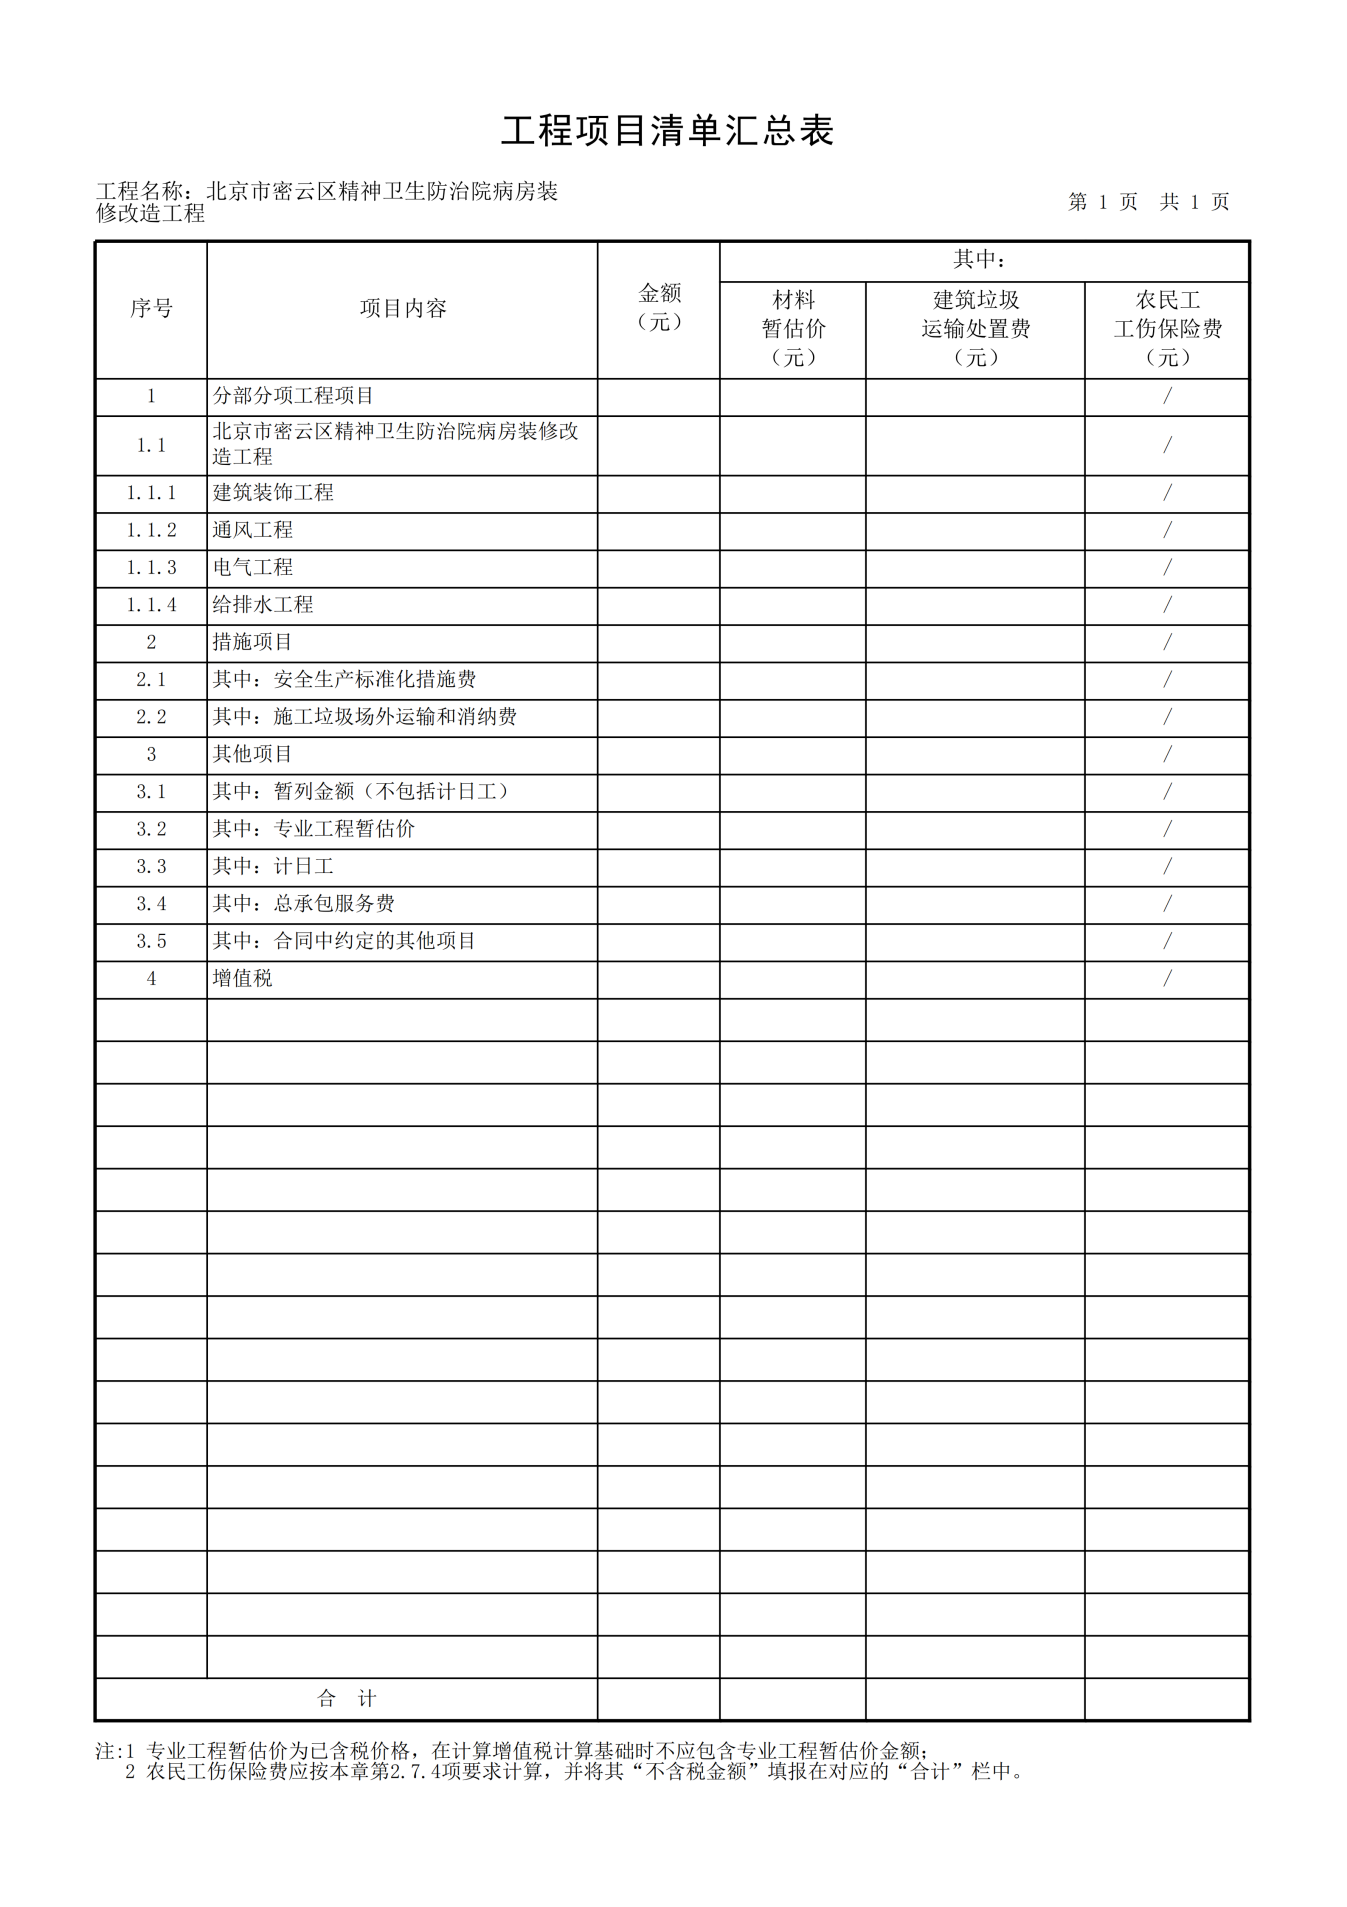 工程项目清单汇总表
工程名称：北京市密云区精神卫生防治院病房装
修改造工程
第 1 页  共 1 页
序号 项目内容 金额（元） 其中：
材料暂估价（元） 建筑垃圾运输处置费（元） 农民工工伤保险费（元）
1 分部分项工程项目 /
1.1 北京市密云区精神卫生防治院病房装修改
造工程 /
1.1.1 建筑装饰工程 /
1.1.2 通风工程 /
1.1.3 电气工程 /
1.1.4 给排水工程 /
2 措施项目 /
2.1 其中：安全生产标准化措施费 /
2.2 其中：施工垃圾场外运输和消纳费 /
3 其他项目 /
3.1 其中：暂列金额（不包括计日工） /
3.2 其中：专业工程暂估价 /
3.3 其中：计日工 /
3.4 其中：总承包服务费 /
3.5 其中：合同中约定的其他项目 /
4 增值税 /
合  计
注:1 专业工程暂估价为已含税价格，在计算增值税计算基础时不应包含专业工程暂估价金额；
2 农民工伤保险费应按本章第2.7.4项要求计算，并将其“不含税金额”填报在对应的“合计”栏中。